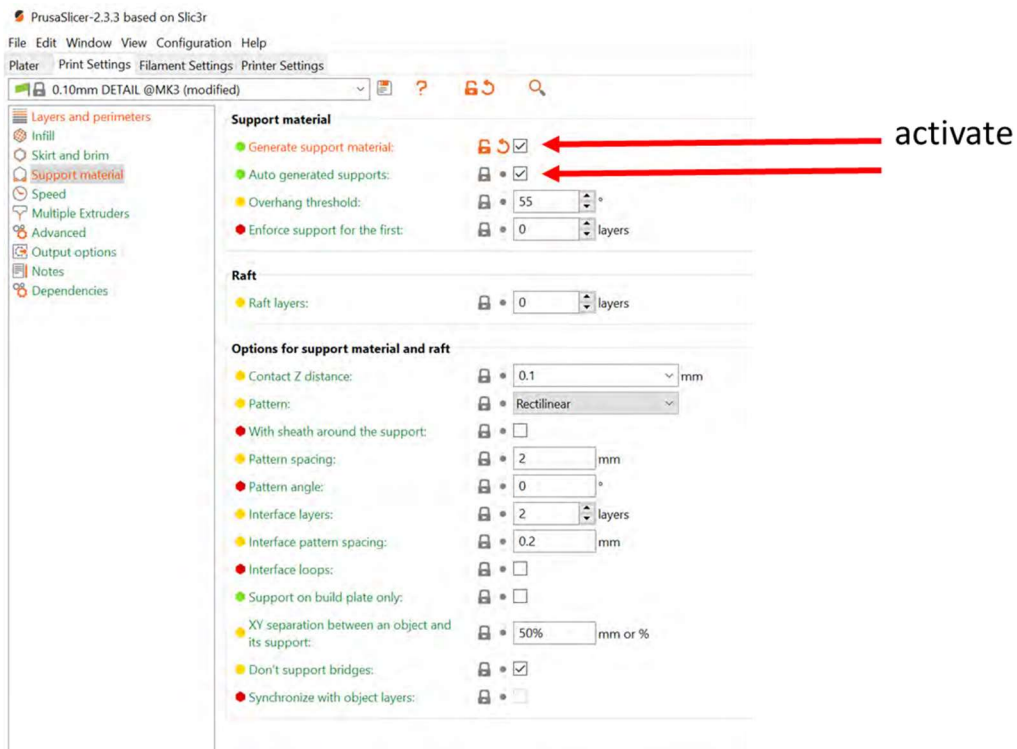 PrusaSlicer-2.3.3 based on Slic3r
File Edit Window View Configuration Help
Plater Print Settings Filament Settings Printer Settings
0.10mm DETAIL @MK3 (modified) ?
Layers and perimeters
Infill
Skirt and brim
Support material
Speed
Multiple Extruders
Advanced
Output options
Notes
Dependencies
Support material
Generate support material:
Auto generated supports:
Overhang threshold: 55 °
Enforce support for the first: 0 layers
Raft
Raft layers: 0 layers
Options for support material and raft
Contact Z distance: 0.1 mm
Pattern: Rectilinear
With sheath around the support:
Pattern spacing: 2 mm
Pattern angle: 0 °
Interface layers: 2 layers
Interface pattern spacing: 0.2 mm
Interface loops:
Support on build plate only:
XY separation between an object and
its support: 50% mm or %
Don't support bridges:
Synchronize with object layers:
activate